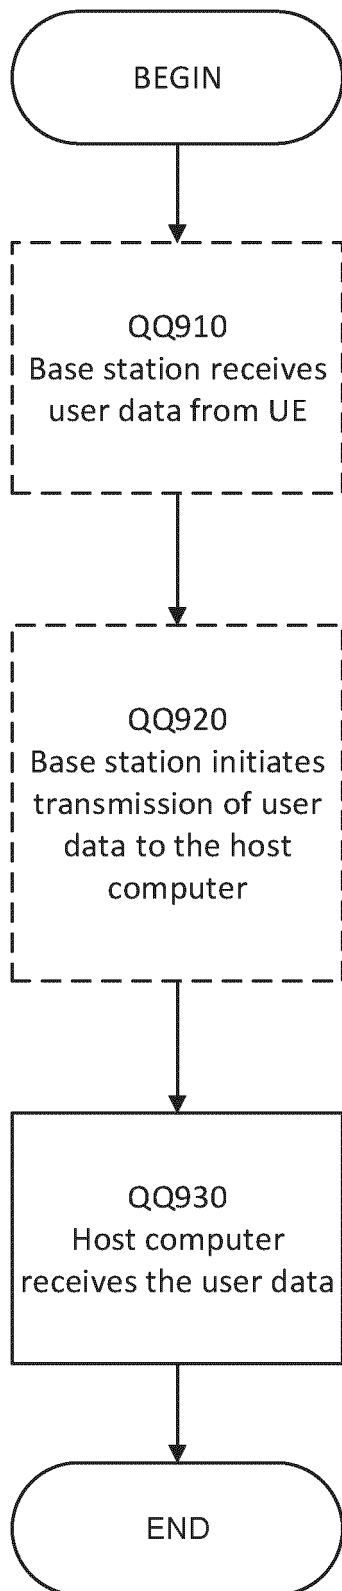 BEGIN
QQ910
Base station receives
user data from UE
QQ920
Base station initiates
transmission of user
data to the host
computer
QQ930
Host computer
receives the user data
END